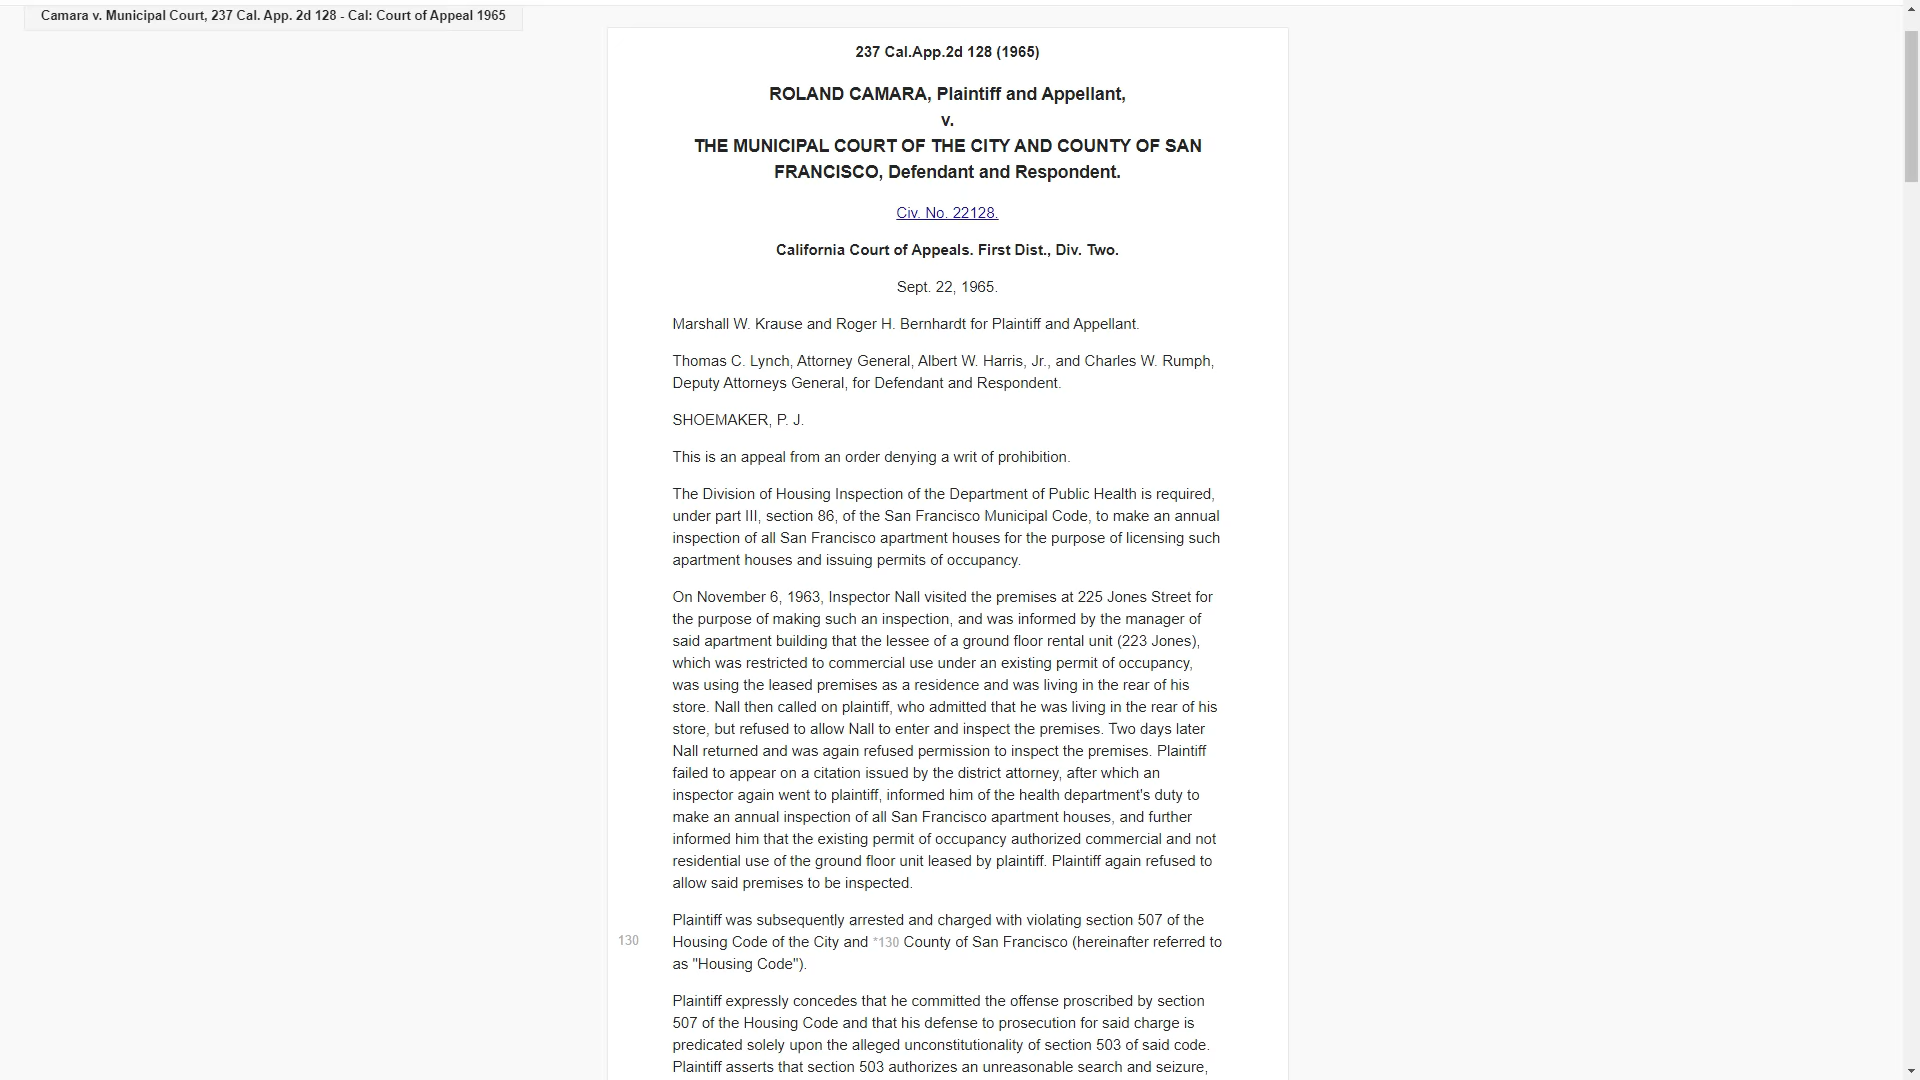 Camara v. Municipal Court, 237 Cal. App. 2d 128 - Cal: Court of Appeal 1965
237 Cal.App.2d 128 (1965)
ROLAND CAMARA, Plaintiff and Appellant,
v.
THE MUNICIPAL COURT OF THE CITY AND COUNTY OF SAN
FRANCISCO, Defendant and Respondent.
Civ. No. 22128.
California Court of Appeals. First Dist., Div. Two.
Sept. 22, 1965.
Marshall W. Krause and Roger H. Bernhardt for Plaintiff and Appellant.
Thomas C. Lynch, Attorney General, Albert W. Harris, Jr., and Charles W. Rumph,
Deputy Attorneys General, for Defendant and Respondent.
SHOEMAKER, P. J.
This is an appeal from an order denying a writ of prohibition.
The Division of Housing Inspection of the Department of Public Health is required,
under part III, section 86, of the San Francisco Municipal Code, to make an annual
inspection of all San Francisco apartment houses for the purpose of licensing such
apartment houses and issuing permits of occupancy.
On November 6, 1963, Inspector Nall visited the premises at 225 Jones Street for
the purpose of making such an inspection, and was informed by the manager of
said apartment building that the lessee of a ground floor rental unit (223 Jones),
which was restricted to commercial use under an existing permit of occupancy,
was using the leased premises as a residence and was living in the rear of his
store. Nall then called on plaintiff, who admitted that he was living in the rear of his
store, but refused to allow Nall to enter and inspect the premises. Two days later
Nall returned and was again refused permission to inspect the premises. Plaintiff
failed to appear on a citation issued by the district attorney, after which an
inspector again went to plaintiff, informed him of the health department's duty to
make an annual inspection of all San Francisco apartment houses, and further
informed him that the existing permit of occupancy authorized commercial and not
residential use of the ground floor unit leased by plaintiff. Plaintiff again refused to
allow said premises to be inspected.
Plaintiff was subsequently arrested and charged with violating section 507 of the
130 Housing Code of the City and *130 County of San Francisco (hereinafter referred to
as "Housing Code").
Plaintiff expressly concedes that he committed the offense proscribed by section
507 of the Housing Code and that his defense to prosecution for said charge is
predicated solely upon the alleged unconstitutionality of section 503 of said code.
Plaintiff asserts that section 503 authorizes an unreasonable search and seizure,